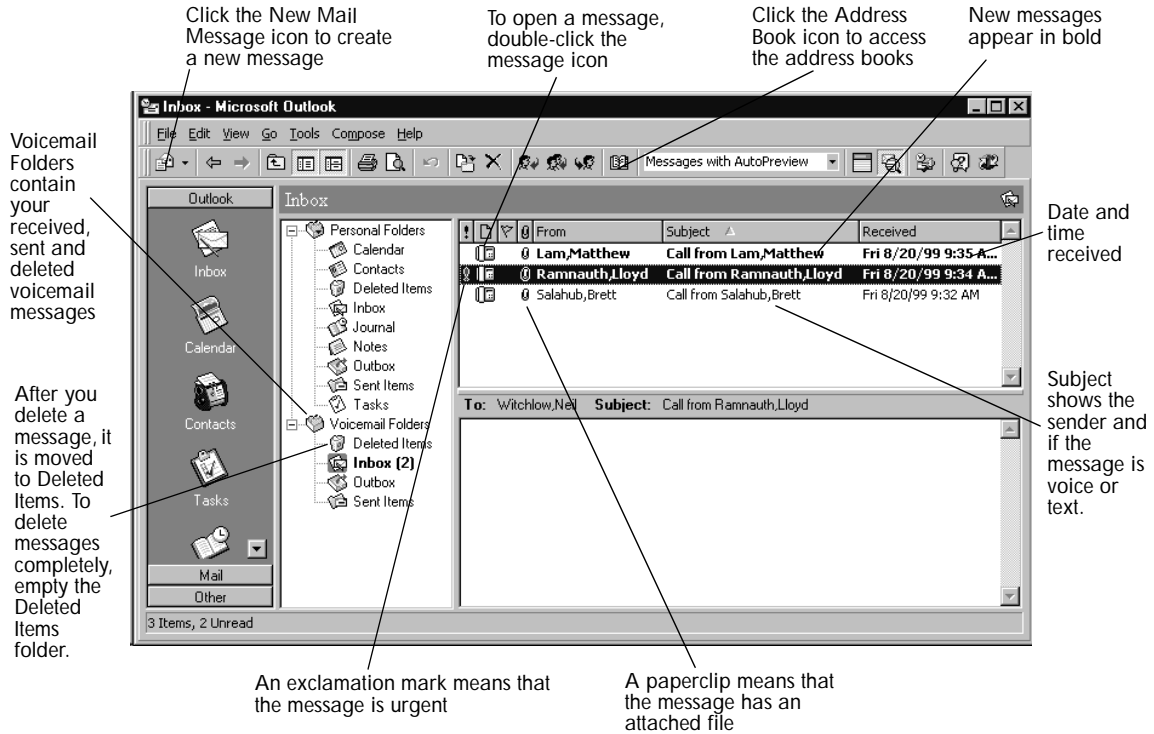 Click the New Mail
Message icon to create
a new message
To open a message,
double-click the
message icon
Click the Address
Book icon to access
the address books
New messages
appear in bold
Voicemail
Folders
contain
your
received,
sent and
deleted
voicemail
messages
After you
delete a
message, it
is moved
to Deleted
Items. To
delete
messages
completely,
empty the
Deleted
Items
folder.
Inbox - Microsoft Outlook
File Edit View Go Tools Compose Help
Messages with AutoPreview
Outlook
Inbox
Calendar
Contacts
Tasks
Mail
Other
Inbox
Personal Folders
Calendar
Contacts
Deleted Items
Inbox
Journal
Notes
Outbox
Sent Items
Tasks
Voicemail Folders
Deleted Items
Inbox (2)
Outbox
Sent Items
! From Subject Received
Lam,Matthew Call from Lam,Matthew Fri 8/20/99 9:35 A...
Ramnauth,Lloyd Call from Ramnauth,Lloyd Fri 8/20/99 9:34 A...
Salahub,Brett Call from Salahub,Brett Fri 8/20/99 9:32 AM
To: Witchlow,Neil Subject: Call from Ramnauth,Lloyd
3 Items, 2 Unread
Date and
time
received
Subject
shows the
sender and
if the
message is
voice or
text.
An exclamation mark means that
the message is urgent
A paperclip means that
the message has an
attached file